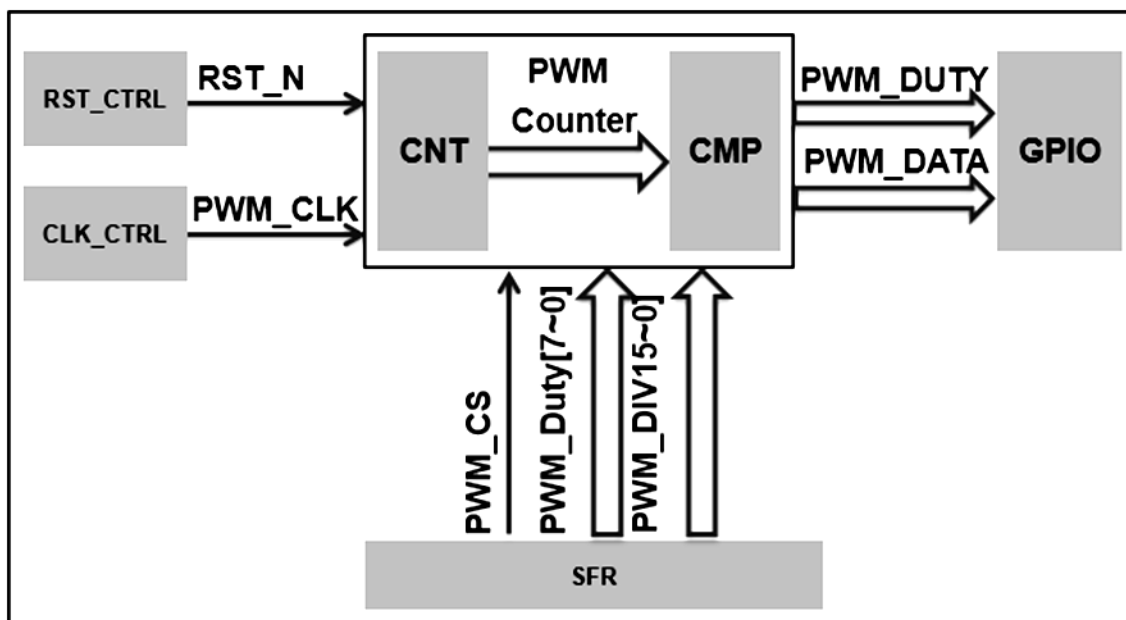 RST_CTRL
RST_N
CNT
PWM
Counter
CMP
PWM_DUTY
PWM_DATA
GPIO
CLK_CTRL
PWM_CLK
PWM_CS
PWM_Duty[7~0]
PWM_DIV15~0]
SFR